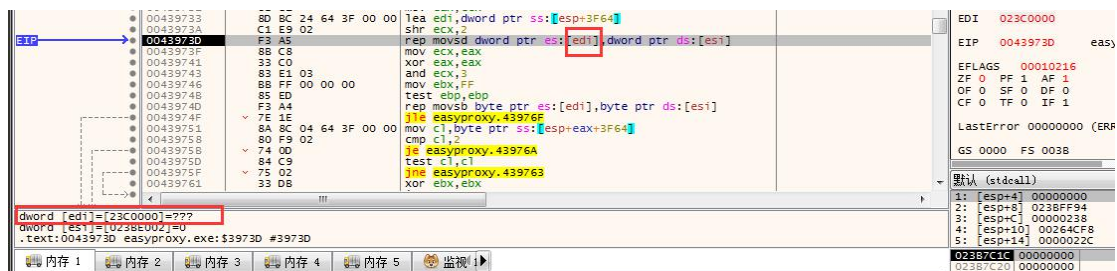 00439733 8D BC 24 64 3F 00 00 lea edi,dword ptr ss:[esp+3F64]
0043973A C1 E9 02 shr ecx,2
EIP 0043973D F3 A5 rep movsd dword ptr es:[edi],dword ptr ds:[esi]
0043973F 8B C8 mov ecx,eax
00439741 33 C0 xor eax,eax
00439743 83 E1 03 and ecx,3
00439746 BB FF 00 00 00 mov ebx,FF
0043974B 85 ED test ebp,ebp
0043974D F3 A4 rep movsb byte ptr es:[edi],byte ptr ds:[esi]
0043974F 7E 1E jle easyproxy.43976F
00439751 8A 8C 04 64 3F 00 00 mov cl,byte ptr ss:[esp+eax+3F64]
00439758 80 F9 02 cmp cl,2
0043975B 74 0D je easyproxy.43976A
0043975D 84 C9 test cl,cl
0043975F 75 02 jne easyproxy.439763
00439761 33 DB xor ebx,ebx
dword [edi]=[23C0000]=???
dword [esi]=[023BE002]=0
.text:0043973D easyproxy.exe:$3973D #3973D
内存 1 内存 2 内存 3 内存 4 内存 5 监视 1
EDI 023C0000
EIP 0043973D easy
EFLAGS 00010216
ZF 0 PF 1 AF 1
OF 0 SF 0 DF 0
CF 0 TF 0 IF 1
LastError 00000000 (ERR
GS 0000 FS 003B
默认 (stdcall)
1: [esp+4] 00000000
2: [esp+8] 023BFF94
3: [esp+C] 00000238
4: [esp+10] 00264CF8
5: [esp+14] 0000022C
023B7C1C 00000000
023B7C20 00000000